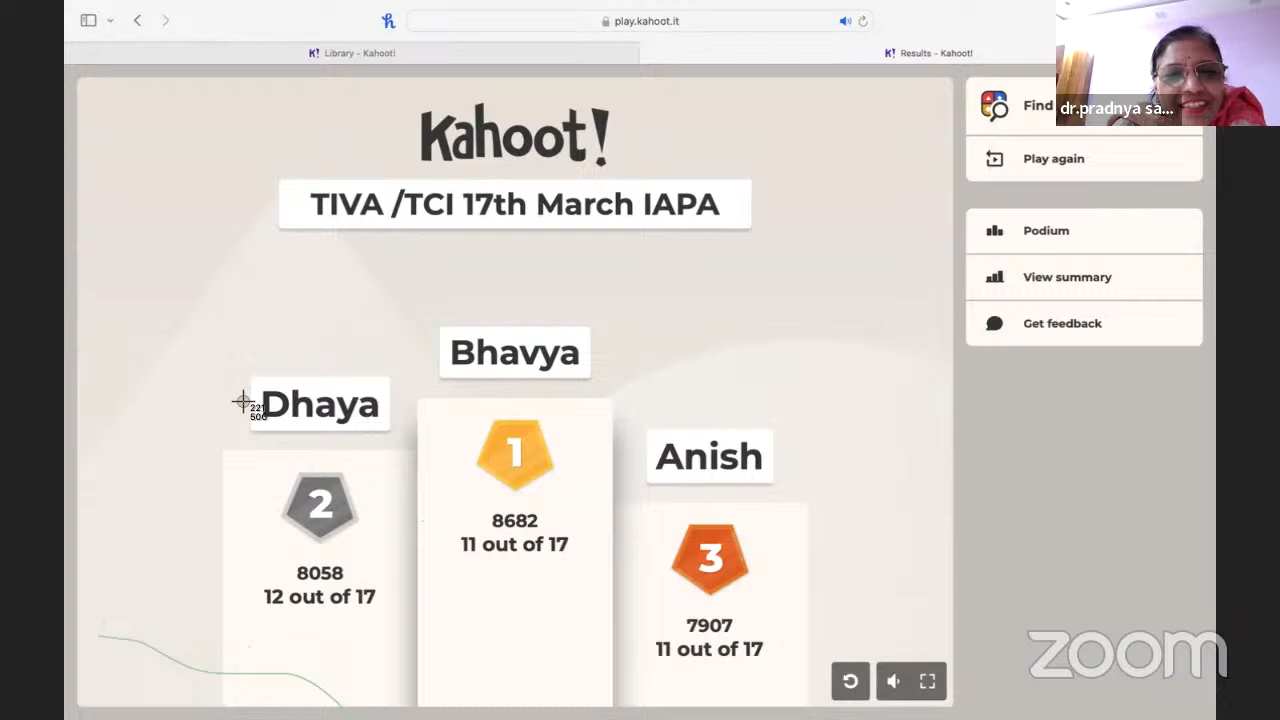 play.kahoot.it
K! Library – Kahoot!
K! Results – Kahoot!
dr.pradnya sa...
Kahoot!
TIVA /TCI 17th March IAPA
Find
Play again
Podium
View summary
Get feedback
Bhavya
1
8682
11 out of 17
Dhaya
2
8058
12 out of 17
Anish
3
7907
11 out of 17
zoom